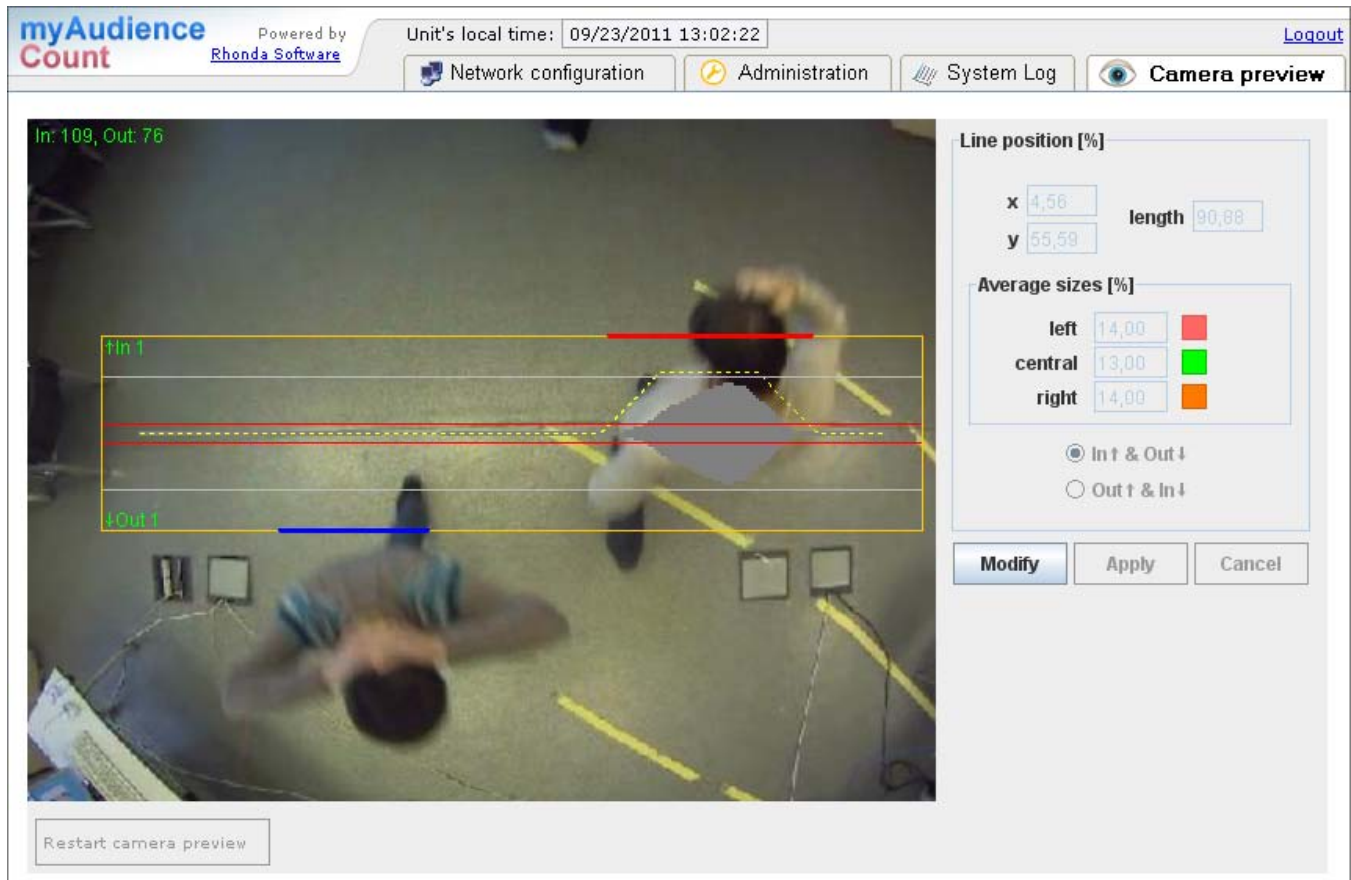 myAudience
Count
Powered by
Rhonda Software
Unit's local time: 09/23/2011 13:02:22
Logout
Network configuration
Administration
System Log
Camera preview
In: 109, Out: 76
↑In 1
↓Out 1
Line position [%]
x 4,56
y 55,59
length 90,88
Average sizes [%]
left 14,00
central 13,00
right 14,00
In↑ & Out↓
Out↑ & In↓
Modify
Apply
Cancel
Restart camera preview